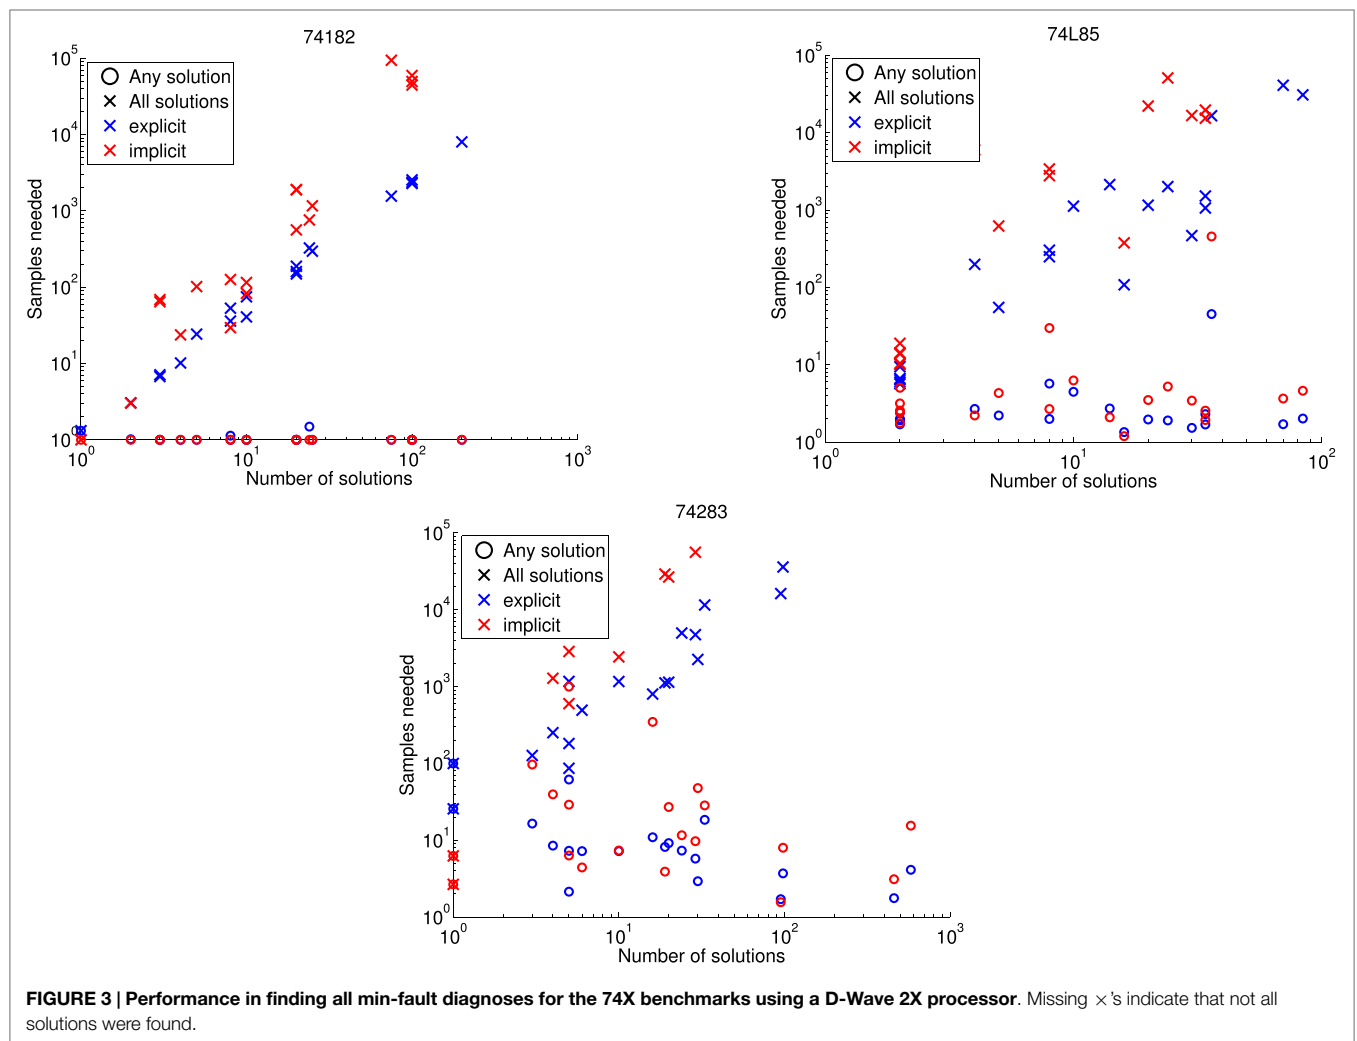 74182
10^5
10^4
10^3
10^2
10^1
10^0
Samples needed
Any solution
All solutions
explicit
implicit
10^0 10^1 10^2 10^3
Number of solutions
74L85
10^5
10^4
10^3
10^2
10^1
10^0
Samples needed
Any solution
All solutions
explicit
implicit
10^0 10^1 10^2
Number of solutions
74283
10^5
10^4
10^3
10^2
10^1
10^0
Samples needed
Any solution
All solutions
explicit
implicit
10^0 10^1 10^2 10^3
Number of solutions
FIGURE 3 | Performance in finding all min-fault diagnoses for the 74X benchmarks using a D-Wave 2X processor. Missing ×'s indicate that not all
solutions were found.